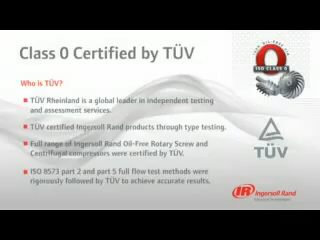 Class 0 Certified by TÜV
ISO CLASS 0
Who is TÜV?
TÜV Rheinland is a global leader in independent testing
and assessment services.
TÜV certified Ingersoll Rand products through type testing.
Full range of Ingersoll Rand Oil-Free Rotary Screw and
Centrifugal compressors were certified by TÜV.
TÜV
ISO 8573 part 2 and part 5 full flow test methods were
rigorously followed by TÜV to achieve accurate results.
IR Ingersoll Rand